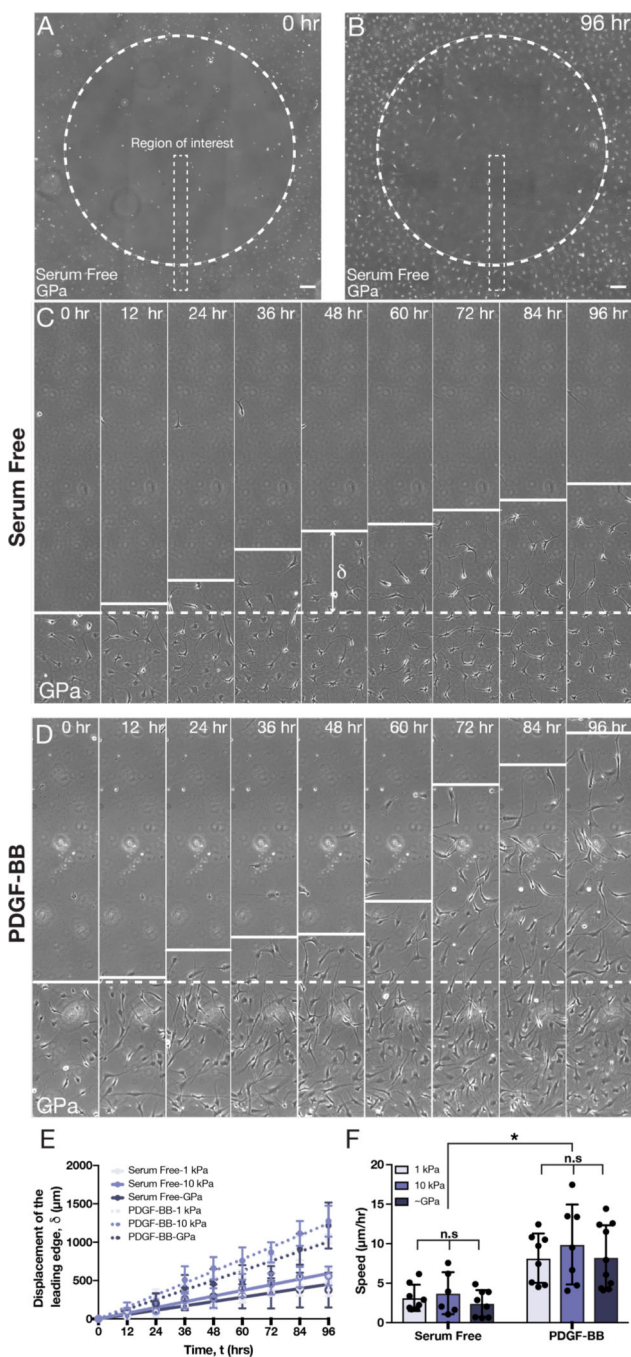 A
0 hr
Region of interest
Serum Free
GPa
B
96 hr
Serum Free
GPa
C
0 hr
12 hr
24 hr
36 hr
48 hr
60 hr
72 hr
84 hr
96 hr
Serum Free
δ
GPa
D
0 hr
12 hr
24 hr
36 hr
48 hr
60 hr
72 hr
84 hr
96 hr
PDGF-BB
GPa
E
Serum Free-1 kPa
Serum Free-10 kPa
Serum Free-GPa
PDGF-BB-1 kPa
PDGF-BB-10 kPa
PDGF-BB-GPa
Displacement of the
leading edge, δ (μm)
2000
1500
1000
500
0
0 12 24 36 48 60 72 84 96
Time, t (hrs)
F
1 kPa
10 kPa
~GPa
*
n.s
n.s
Speed (μm/hr)
20
15
10
5
0
Serum Free
PDGF-BB